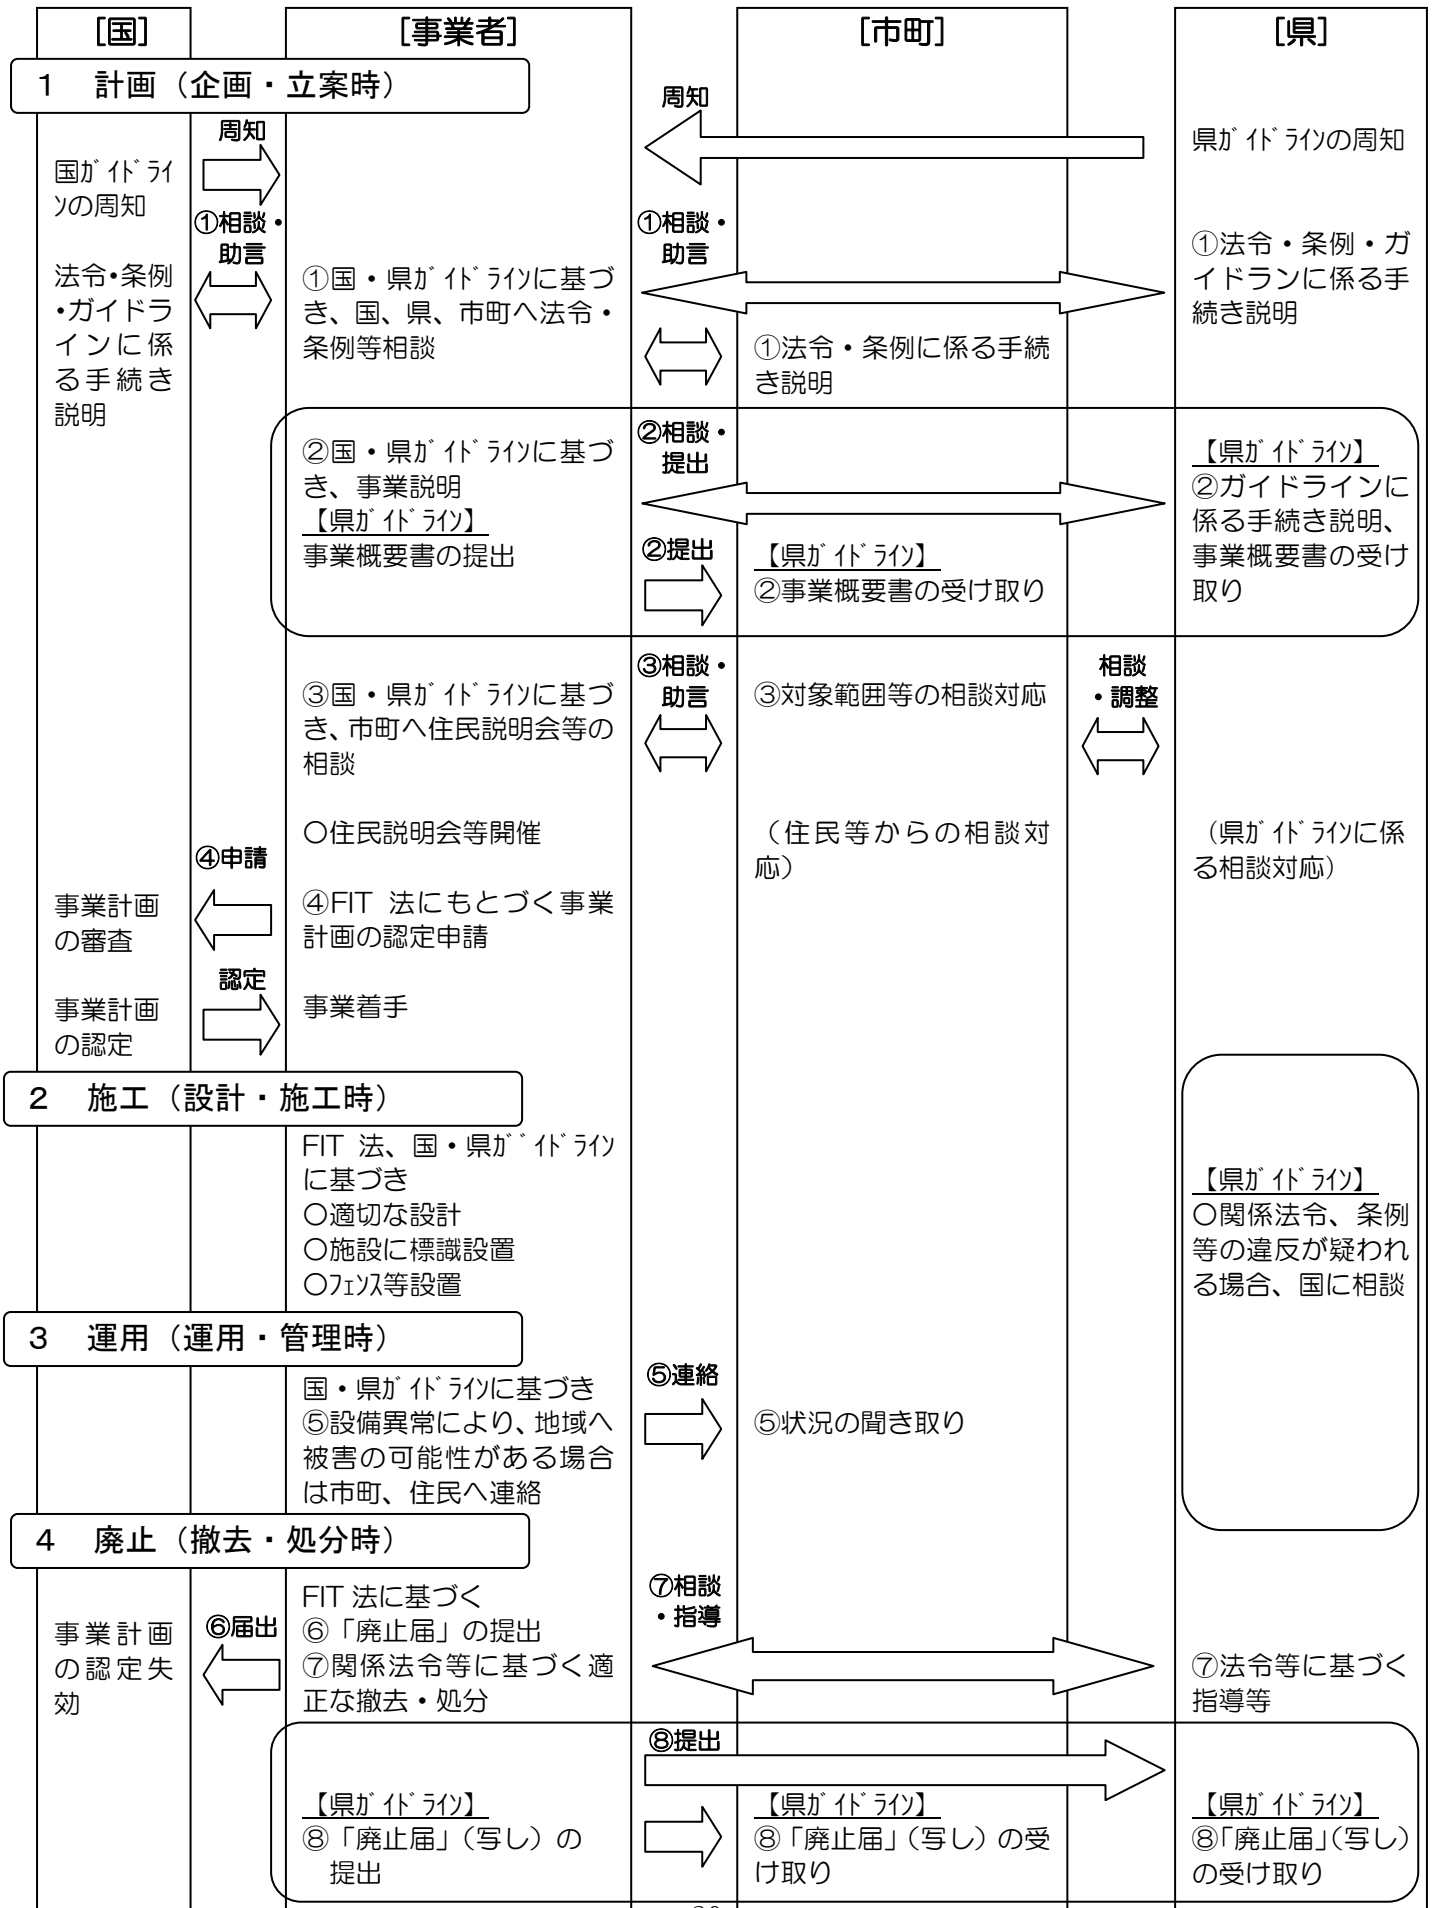 [国]
[事業者]
[市町]
[県]
１　計画（企画・立案時）
周知
国ｶﾞｲﾄﾞﾗｲ
ﾝの周知
周知
県ｶﾞｲﾄﾞﾗｲﾝの周知
①相談・
助言
法令・条例
・ガイドラ
インに係
る手続き
説明
①国・県ｶﾞｲﾄﾞﾗｲﾝに基づ
き、国、県、市町へ法令・
条例等相談
①相談・
助言
①法令・条例に係る手続
き説明
①法令・条例・ガ
イドランに係る手
続き説明
②国・県ｶﾞｲﾄﾞﾗｲﾝに基づ
き、事業説明
【県ｶﾞｲﾄﾞﾗｲﾝ】
事業概要書の提出
②相談・
提出
②提出
【県ｶﾞｲﾄﾞﾗｲﾝ】
②事業概要書の受け取り
【県ｶﾞｲﾄﾞﾗｲﾝ】
②ガイドラインに
係る手続き説明、
事業概要書の受け
取り
③国・県ｶﾞｲﾄﾞﾗｲﾝに基づ
き、市町へ住民説明会等の
相談
③相談・
助言
③対象範囲等の相談対応
相談
・調整
〇住民説明会等開催
（住民等からの相談対
応）
（県ｶﾞｲﾄﾞﾗｲﾝに係
る相談対応）
④申請
事業計画
の審査
④FIT 法にもとづく事業
計画の認定申請
認定
事業計画
の認定
事業着手
２　施工（設計・施工時）
FIT 法、国・県ｶﾞﾞｲﾄﾞﾗｲﾝ
に基づき
〇適切な設計
〇施設に標識設置
〇ﾌｪﾝｽ等設置
【県ｶﾞｲﾄﾞﾗｲﾝ】
〇関係法令、条例
等の違反が疑われ
る場合、国に相談
３　運用（運用・管理時）
国・県ｶﾞｲﾄﾞﾗｲﾝに基づき
⑤設備異常により、地域へ
被害の可能性がある場合
は市町、住民へ連絡
⑤連絡
⑤状況の聞き取り
４　廃止（撤去・処分時）
事業計画
の認定失
効
⑥届出
FIT 法に基づく
⑥「廃止届」の提出
⑦関係法令等に基づく適
正な撤去・処分
⑦相談
・指導
⑦法令等に基づく
指導等
⑧提出
【県ｶﾞｲﾄﾞﾗｲﾝ】
⑧「廃止届」（写し）の
提出
【県ｶﾞｲﾄﾞﾗｲﾝ】
⑧「廃止届」（写し）の受
け取り
【県ｶﾞｲﾄﾞﾗｲﾝ】
⑧「廃止届」（写し）
の受け取り